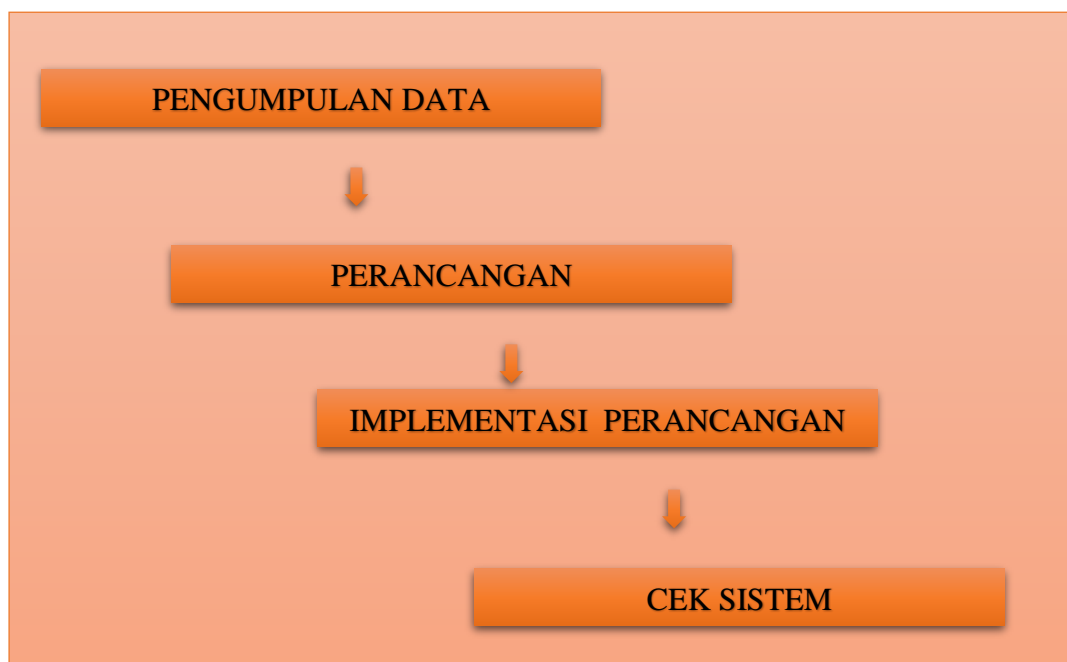 PENGUMPULAN DATA
PERANCANGAN
IMPLEMENTASI PERANCANGAN
CEK SISTEM